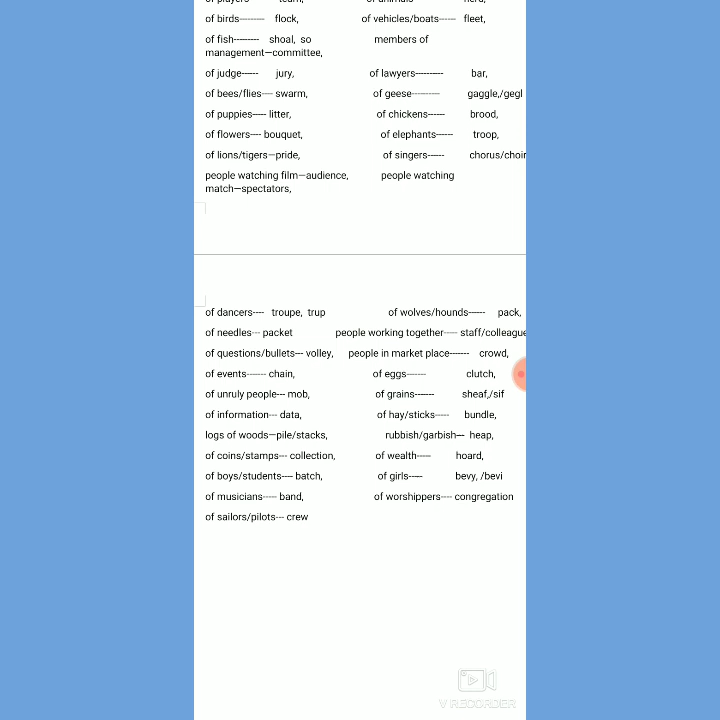 of birds-------- flock, of vehicles/boats----- fleet,
of fish-------- shoal, so members of
management—committee,
of judge----- jury, of lawyers--------- bar,
of bees/flies---- swarm, of geese--------- gaggle,/gegl
of puppies----- litter, of chickens----- brood,
of flowers---- bouquet, of elephants----- troop,
of lions/tigers—pride, of singers----- chorus/choir
people watching film—audience, people watching
match—spectators,
of dancers---- troupe, trup of wolves/hounds----- pack,
of needles--- packet people working together---- staff/colleague
of questions/bullets--- volley, people in market place------ crowd,
of events------ chain, of eggs------ clutch,
of unruly people--- mob, of grains------ sheaf,/sif
of information--- data, of hay/sticks----- bundle,
logs of woods—pile/stacks, rubbish/garbish--- heap,
of coins/stamps--- collection, of wealth---- hoard,
of boys/students---- batch, of girls----- bevy, /bevi
of musicians----- band, of worshippers---- congregation
of sailors/pilots--- crew
V RECORDER